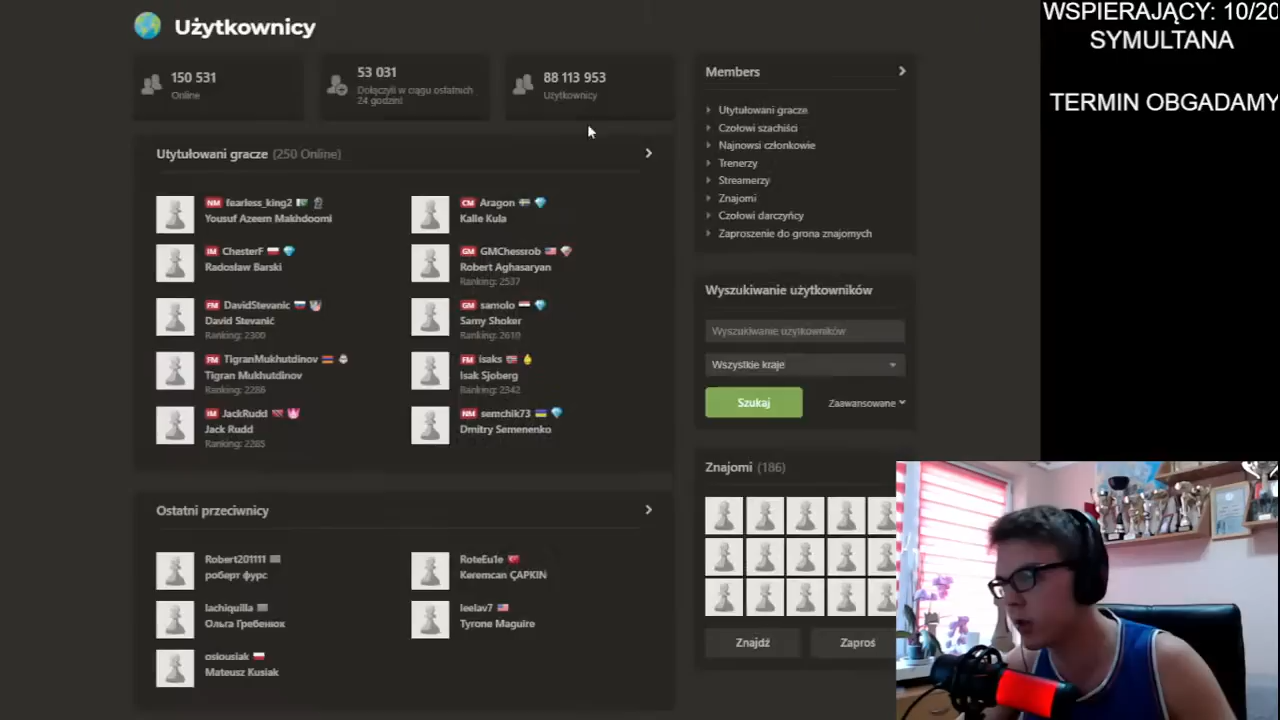 Użytkownicy
WSPIERAJĄCY: 10/20
SYMULTANA
TERMIN OBGADAMY
150 531
Online
53 031
Dołączyli w ciągu ostatnich
24 godzin!
88 113 953
Użytkownicy
Utytułowani gracze (250 Online)
NM fearless_king2
Yousuf Azeem Makhdoomi
CM Aragon
Kalle Kula
IM ChesterF
Radosław Barski
GM GMChessrob
Robert Aghasaryan
Ranking: 2537
FM DavidStevanic
David Stevanić
Ranking: 2300
GM samolo
Samy Shoker
Ranking: 2610
FM TigranMukhutdinov
Tigran Mukhutdinov
Ranking: 2286
FM isaks
Isak Sjoberg
Ranking: 2342
IM JackRudd
Jack Rudd
Ranking: 2285
NM semchik73
Dmitry Semenenko
Ostatni przeciwnicy
Robert201111
роберт фурс
RoteEu1e
Keremcan ÇAPKIN
lachiquilla
Ольга Гребенюк
leelav7
Tyrone Maguire
oslousiak
Mateusz Kusiak
Members
Utytułowani gracze
Czołowi szachiści
Najnowsi członkowie
Trenerzy
Streamerzy
Znajomi
Czołowi darczyńcy
Zaproszenie do grona znajomych
Wyszukiwanie użytkowników
Wyszukiwanie użytkowników
Wszystkie kraje
Szukaj
Zaawansowane
Znajomi (186)
Znajdź
Zaproś